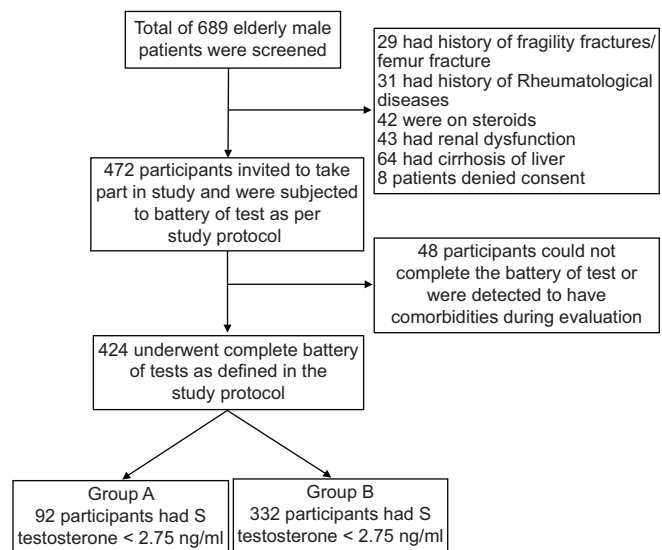 Total of 689 elderly male
patients were screened
29 had history of fragility fractures/
femur fracture
31 had history of Rheumatological
diseases
42 were on steroids
43 had renal dysfunction
64 had cirrhosis of liver
8 patients denied consent
472 participants invited to take
part in study and were subjected
to battery of test as per
study protocol
48 participants could not
complete the battery of test or
were detected to have
comorbidities during evaluation
424 underwent complete battery
of tests as defined in the
study protocol
Group A
92 participants had S
testosterone < 2.75 ng/ml
Group B
332 participants had S
testosterone < 2.75 ng/ml